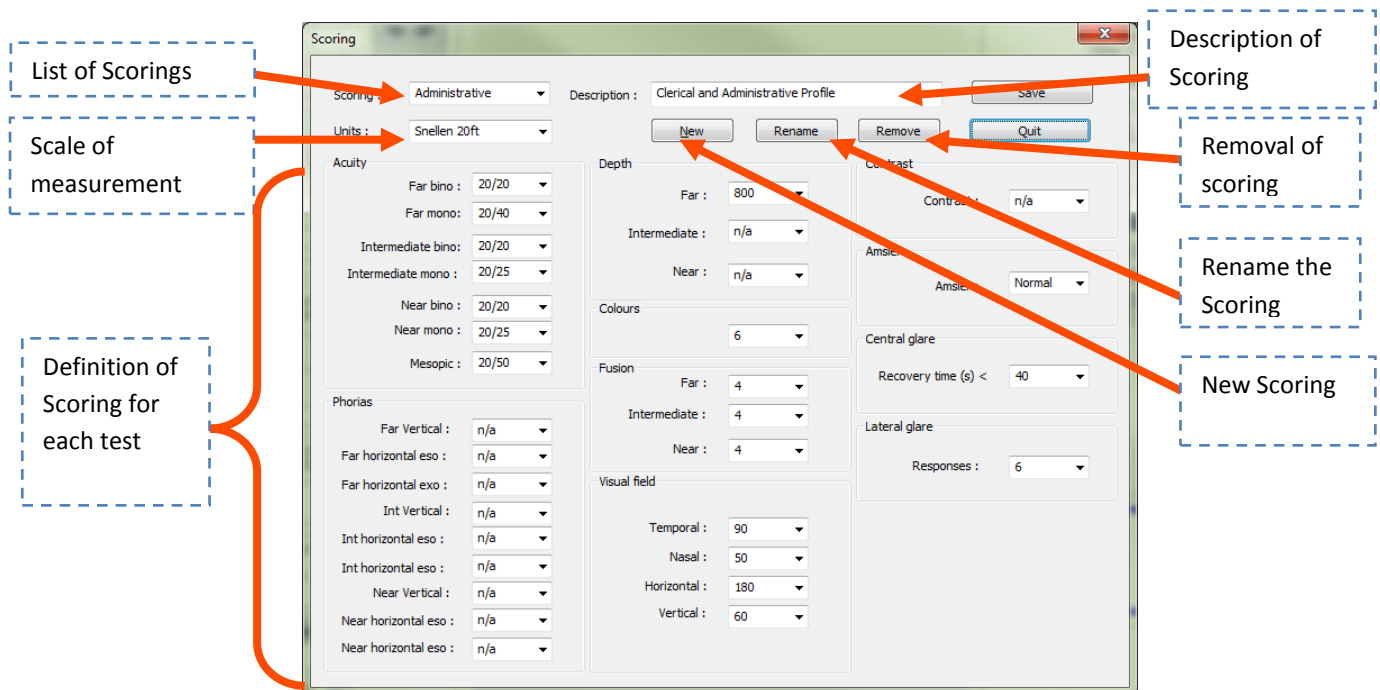 Scoring
List of Scorings
Scale of
measurement
Definition of
Scoring for
each test
Scoring : Administrative Description : Clerical and Administrative Profile Save
Units : Snellen 20ft New Rename Remove Quit
Acuity
Far bino : 20/20
Far mono: 20/40
Intermediate bino: 20/20
Intermediate mono : 20/25
Near bino : 20/20
Near mono : 20/25
Mesopic : 20/50
Phorias
Far Vertical : n/a
Far horizontal eso : n/a
Far horizontal exo : n/a
Int Vertical : n/a
Int horizontal eso : n/a
Int horizontal eso : n/a
Near Vertical : n/a
Near horizontal eso : n/a
Near horizontal eso : n/a
Depth
Far : 800
Intermediate : n/a
Near : n/a
Colours
6
Fusion
Far : 4
Intermediate : 4
Near : 4
Visual field
Temporal : 90
Nasal : 50
Horizontal : 180
Vertical : 60
Contrast
Contrast : n/a
Amsler
Amsler : Normal
Central glare
Recovery time (s) < 40
Lateral glare
Responses : 6
Description of
Scoring
Removal of
scoring
Rename the
Scoring
New Scoring